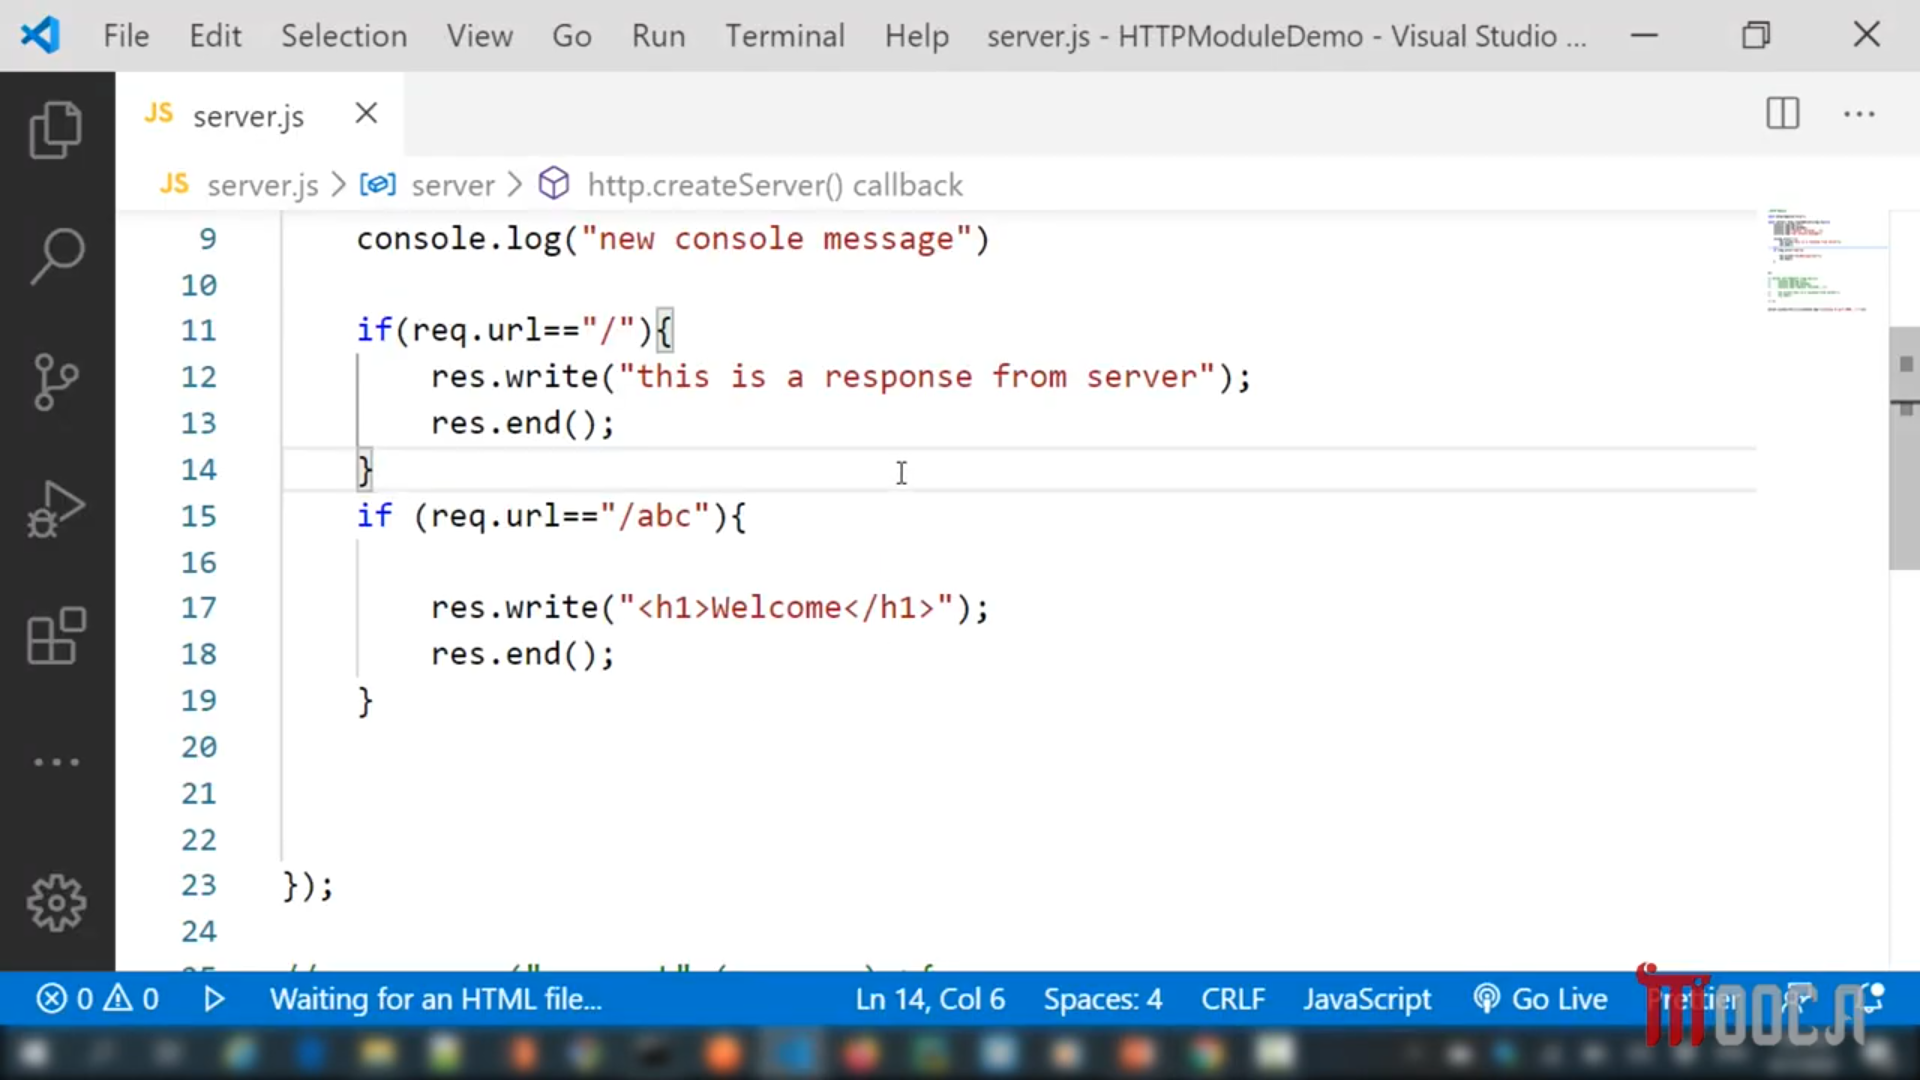 File Edit Selection View Go Run Terminal Help server.js - HTTPModuleDemo - Visual Studio ...
JS server.js
JS server.js > server > http.createServer() callback
9 console.log("new console message")
10
11 if(req.url=="/"){
12 res.write("this is a response from server");
13 res.end();
14 }
15 if (req.url=="/abc"){
16
17 res.write("<h1>Welcome</h1>");
18 res.end();
19 }
20
21
22
23 });
24
0 0 Waiting for an HTML file... Ln 14, Col 6 Spaces: 4 CRLF JavaScript Go Live Prettier
MOOCA